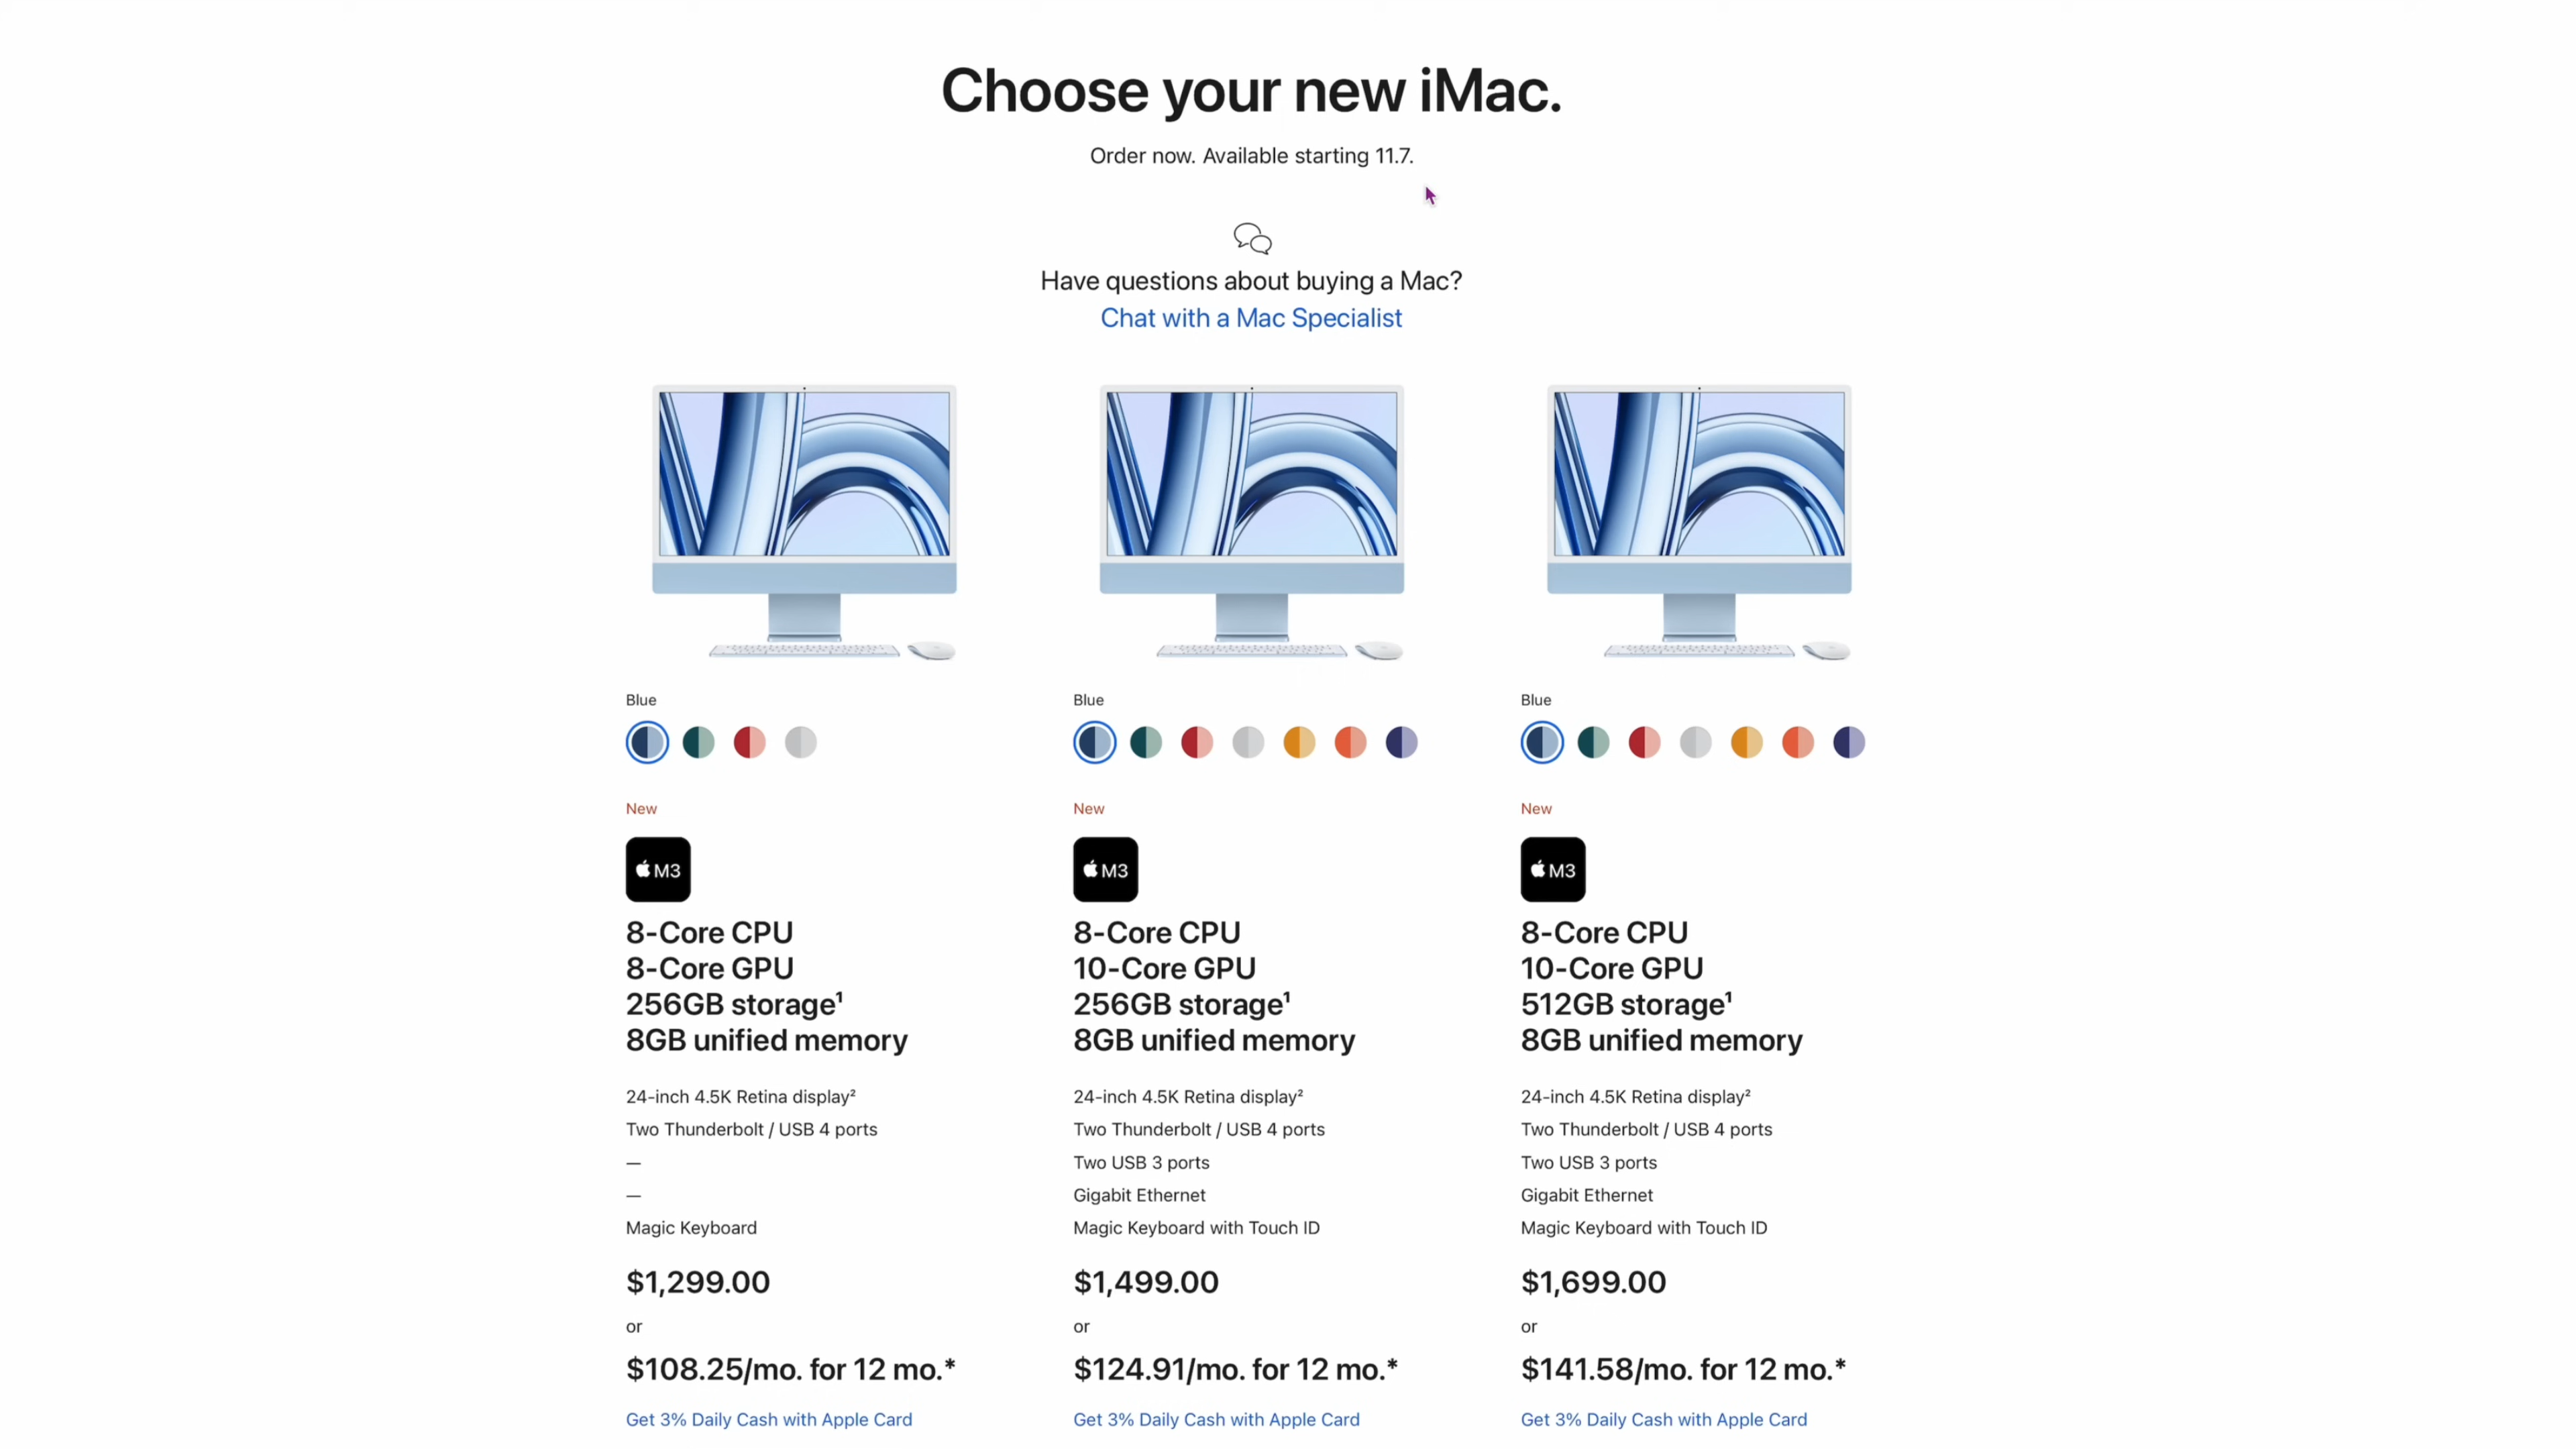 Choose your new iMac.
Order now. Available starting 11.7.
Have questions about buying a Mac?
Chat with a Mac Specialist
Blue
New
M3
8-Core CPU
8-Core GPU
256GB storage¹
8GB unified memory
24-inch 4.5K Retina display²
Two Thunderbolt / USB 4 ports
—
—
Magic Keyboard
$1,299.00
or
$108.25/mo. for 12 mo.*
Get 3% Daily Cash with Apple Card
Blue
New
M3
8-Core CPU
10-Core GPU
256GB storage¹
8GB unified memory
24-inch 4.5K Retina display²
Two Thunderbolt / USB 4 ports
Two USB 3 ports
Gigabit Ethernet
Magic Keyboard with Touch ID
$1,499.00
or
$124.91/mo. for 12 mo.*
Get 3% Daily Cash with Apple Card
Blue
New
M3
8-Core CPU
10-Core GPU
512GB storage¹
8GB unified memory
24-inch 4.5K Retina display²
Two Thunderbolt / USB 4 ports
Two USB 3 ports
Gigabit Ethernet
Magic Keyboard with Touch ID
$1,699.00
or
$141.58/mo. for 12 mo.*
Get 3% Daily Cash with Apple Card